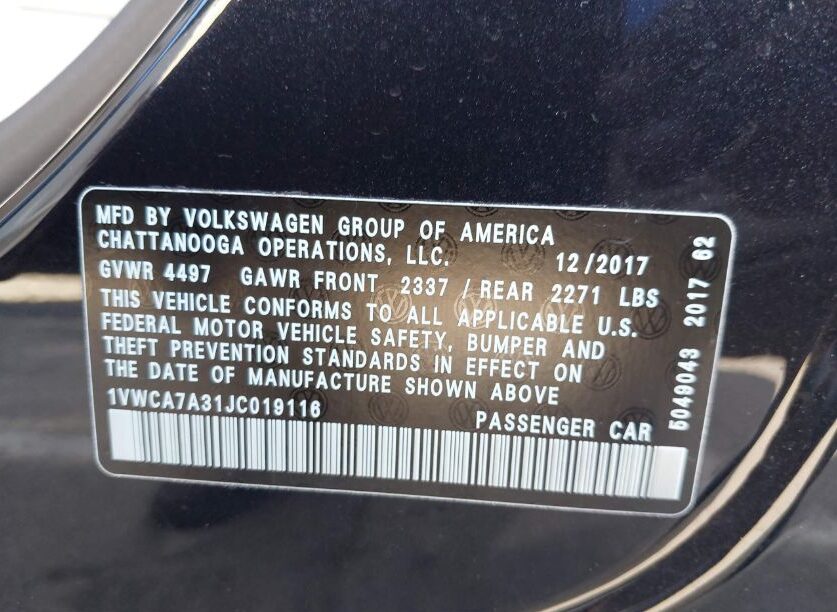 MFD BY VOLKSWAGEN GROUP OF AMERICA
CHATTANOOGA OPERATIONS, LLC. 12/2017
GVWR 4497 GAWR FRONT 2337 / REAR 2271 LBS
THIS VEHICLE CONFORMS TO ALL APPLICABLE U.S.
FEDERAL MOTOR VEHICLE SAFETY, BUMPER AND
THEFT PREVENTION STANDARDS IN EFFECT ON
THE DATE OF MANUFACTURE SHOWN ABOVE
1VWCA7A31JC019116 PASSENGER CAR
5049043 2017 62